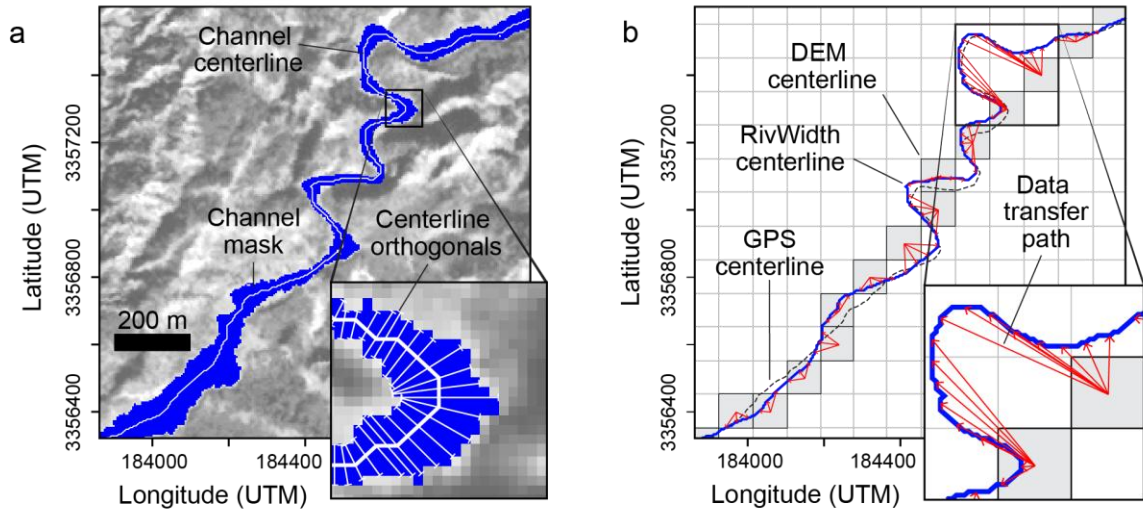 a
Channel
centerline
Channel
mask
Centerline
orthogonals
200 m
Latitude (UTM)
3357200
3356800
3356400
184000
184400
Longitude (UTM)
b
DEM
centerline
RivWidth
centerline
GPS
centerline
Data
transfer
path
Latitude (UTM)
3357200
3356800
3356400
184000
184400
Longitude (UTM)